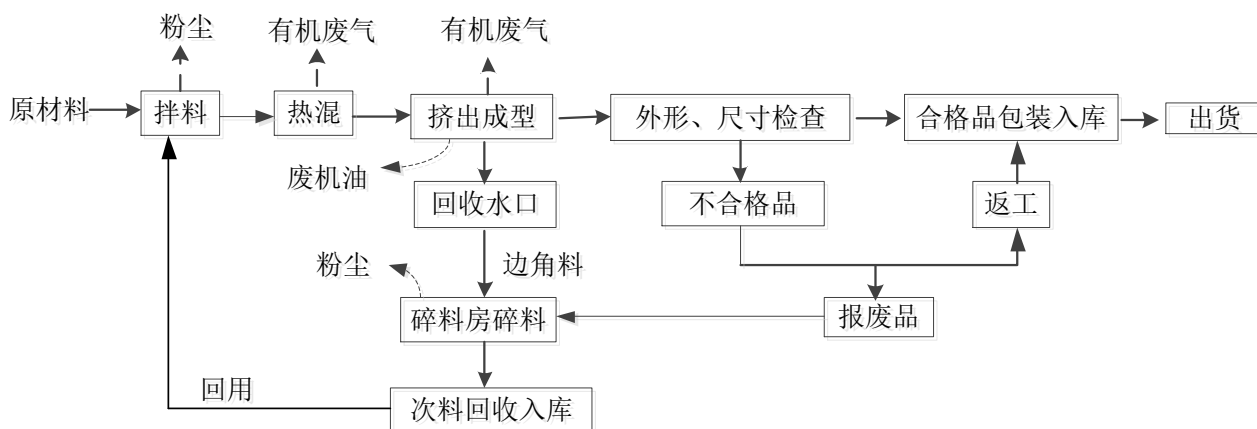 粉尘
有机废气
有机废气
原材料
拌料
热混
挤出成型
外形、尺寸检查
合格品包装入库
出货
废机油
回收水口
不合格品
返工
粉尘
边角料
碎料房碎料
报废品
回用
次料回收入库